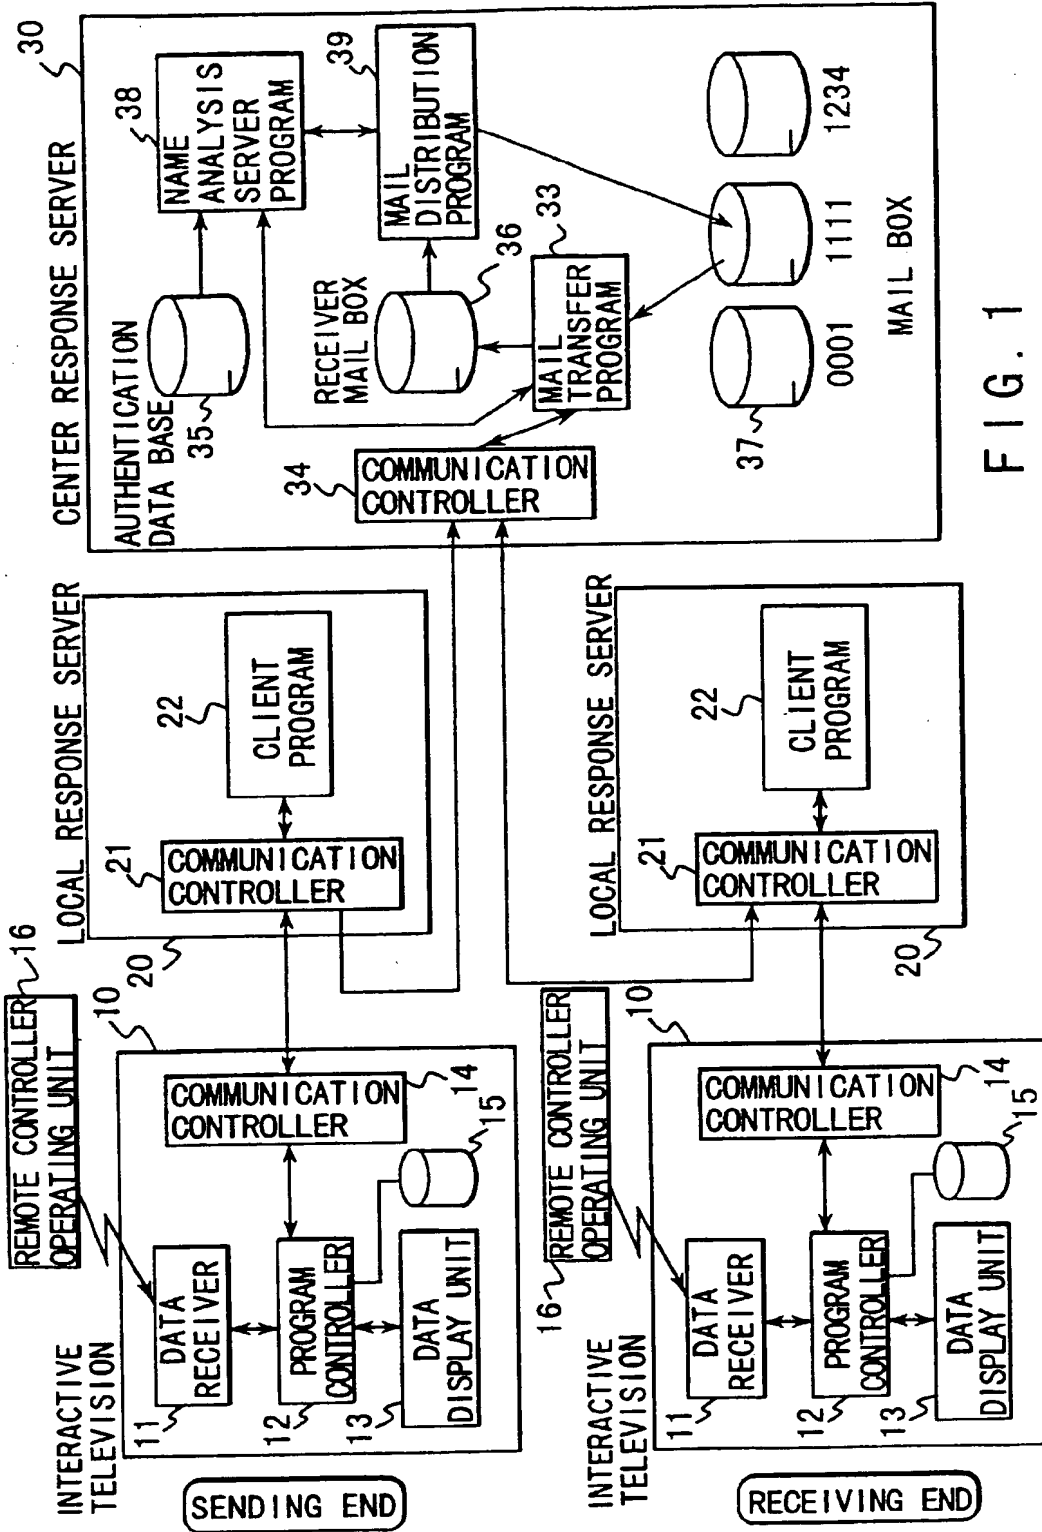 SENDING END
INTERACTIVE
TELEVISION
10
REMOTE CONTROLLER
OPERATING UNIT
16
DATA
RECEIVER
11
PROGRAM
CONTROLLER
12
DATA
DISPLAY UNIT
13
COMMUNICATION
CONTROLLER
14
15
LOCAL RESPONSE SERVER
20
COMMUNICATION
CONTROLLER
21
CLIENT
PROGRAM
22
RECEIVING END
INTERACTIVE
TELEVISION
10
REMOTE CONTROLLER
OPERATING UNIT
16
DATA
RECEIVER
11
PROGRAM
CONTROLLER
12
DATA
DISPLAY UNIT
13
COMMUNICATION
CONTROLLER
14
15
LOCAL RESPONSE SERVER
20
COMMUNICATION
CONTROLLER
21
CLIENT
PROGRAM
22
CENTER RESPONSE SERVER
30
AUTHENTICATION
DATA BASE
35
NAME
ANALYSIS
SERVER
PROGRAM
38
RECEIVER
MAIL BOX
36
MAIL
DISTRIBUTION
PROGRAM
39
COMMUNICATION
CONTROLLER
34
MAIL
TRANSFER
PROGRAM
33
37
0001
1111
1234
MAIL BOX
FIG. 1